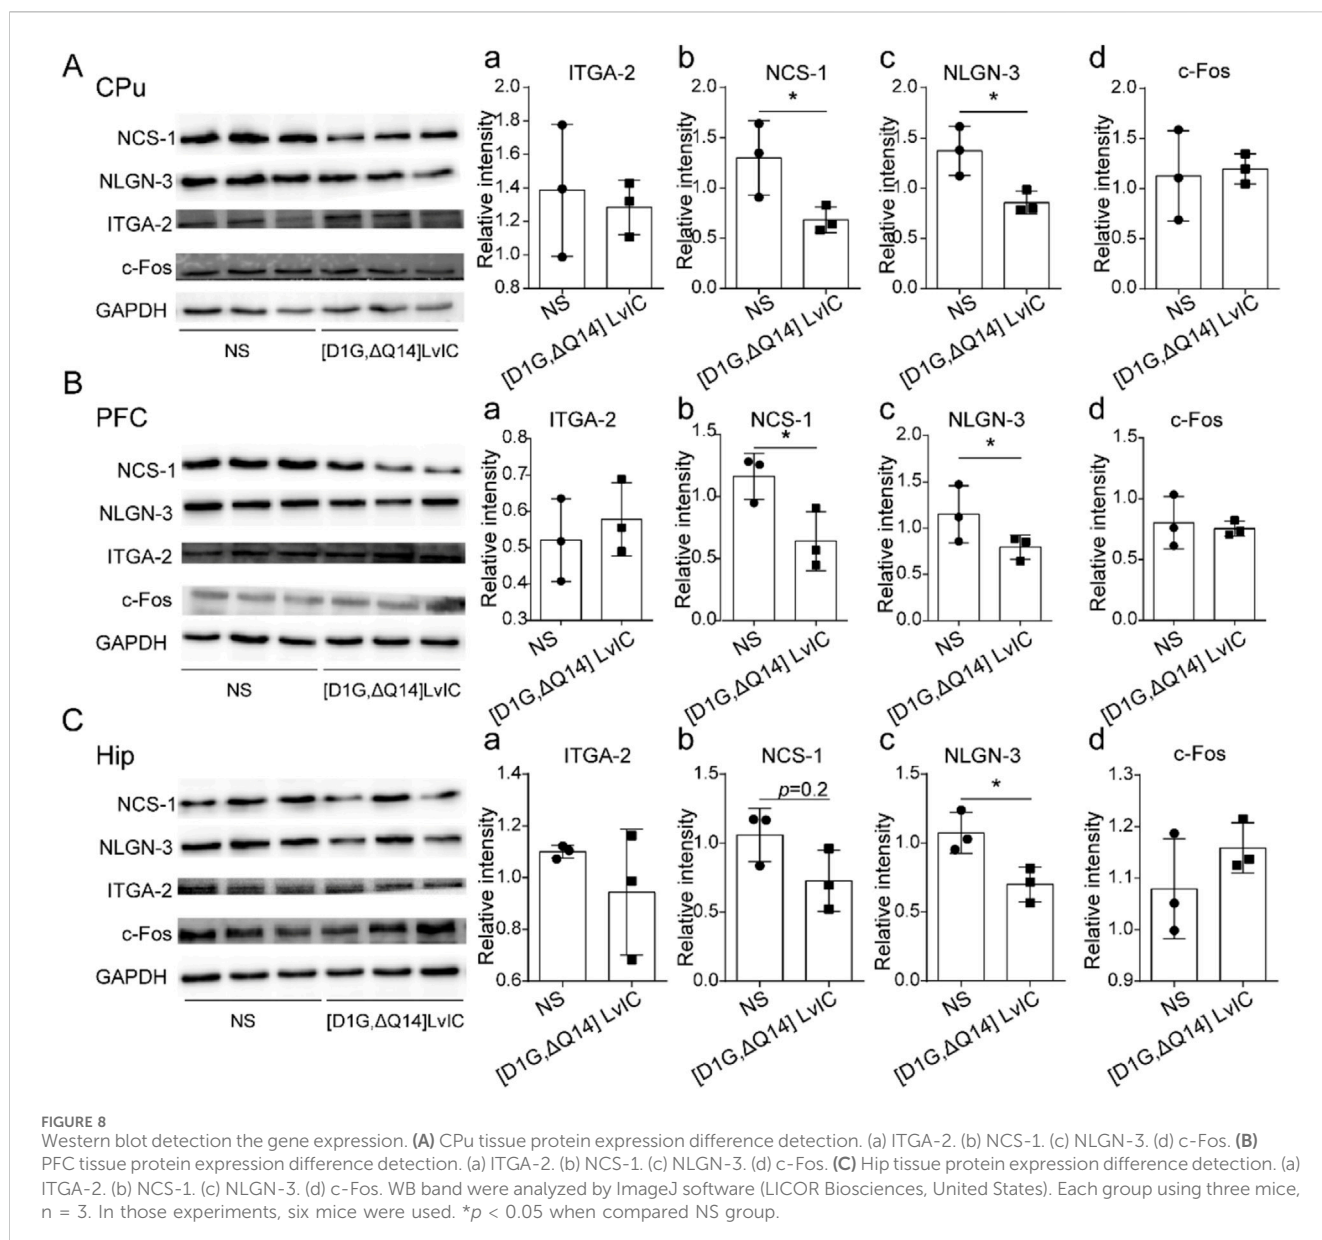 A
CPu
NCS-1
NLGN-3
ITGA-2
c-Fos
GAPDH
NS
[D1G,ΔQ14]LvIC
a
ITGA-2
Relative intensity
2.0
1.8
1.6
1.4
1.2
1.0
0.8
NS
[D1G,ΔQ14] LvIC
b
NCS-1
*
Relative intensity
2.0
1.5
1.0
0.5
0.0
NS
[D1G,ΔQ14] LvIC
c
NLGN-3
*
Relative intensity
2.0
1.5
1.0
0.5
0.0
NS
[D1G,ΔQ14] LvIC
d
c-Fos
Relative intensity
2.0
1.5
1.0
0.5
0.0
NS
[D1G,ΔQ14] LvIC
B
PFC
NCS-1
NLGN-3
ITGA-2
c-Fos
GAPDH
NS
[D1G,ΔQ14]LvIC
a
ITGA-2
Relative intensity
0.8
0.7
0.6
0.5
0.4
0.3
NS
[D1G,ΔQ14] LvIC
b
NCS-1
*
Relative intensity
1.5
1.0
0.5
0.0
NS
[D1G,ΔQ14] LvIC
c
NLGN-3
*
Relative intensity
2.0
1.5
1.0
0.5
0.0
NS
[D1G,ΔQ14] LvIC
d
c-Fos
Relative intensity
1.5
1.0
0.5
0.0
NS
[D1G,ΔQ14] LvIC
C
Hip
NCS-1
NLGN-3
ITGA-2
c-Fos
GAPDH
NS
[D1G,ΔQ14]LvIC
a
ITGA-2
Relative intensity
1.4
1.2
1.0
0.8
0.6
NS
[D1G,ΔQ14] LvIC
b
NCS-1
p=0.2
Relative intensity
1.5
1.0
0.5
0.0
NS
[D1G,ΔQ14] LvIC
c
NLGN-3
*
Relative intensity
1.5
1.0
0.5
0.0
NS
[D1G,ΔQ14] LvIC
d
c-Fos
Relative intensity
1.3
1.2
1.1
1.0
0.9
NS
[D1G,ΔQ14] LvIC
FIGURE 8
Western blot detection the gene expression. (A) CPu tissue protein expression difference detection. (a) ITGA-2. (b) NCS-1. (c) NLGN-3. (d) c-Fos. (B)
PFC tissue protein expression difference detection. (a) ITGA-2. (b) NCS-1. (c) NLGN-3. (d) c-Fos. (C) Hip tissue protein expression difference detection. (a)
ITGA-2. (b) NCS-1. (c) NLGN-3. (d) c-Fos. WB band were analyzed by ImageJ software (LICOR Biosciences, United States). Each group using three mice,
n = 3. In those experiments, six mice were used. *p < 0.05 when compared NS group.